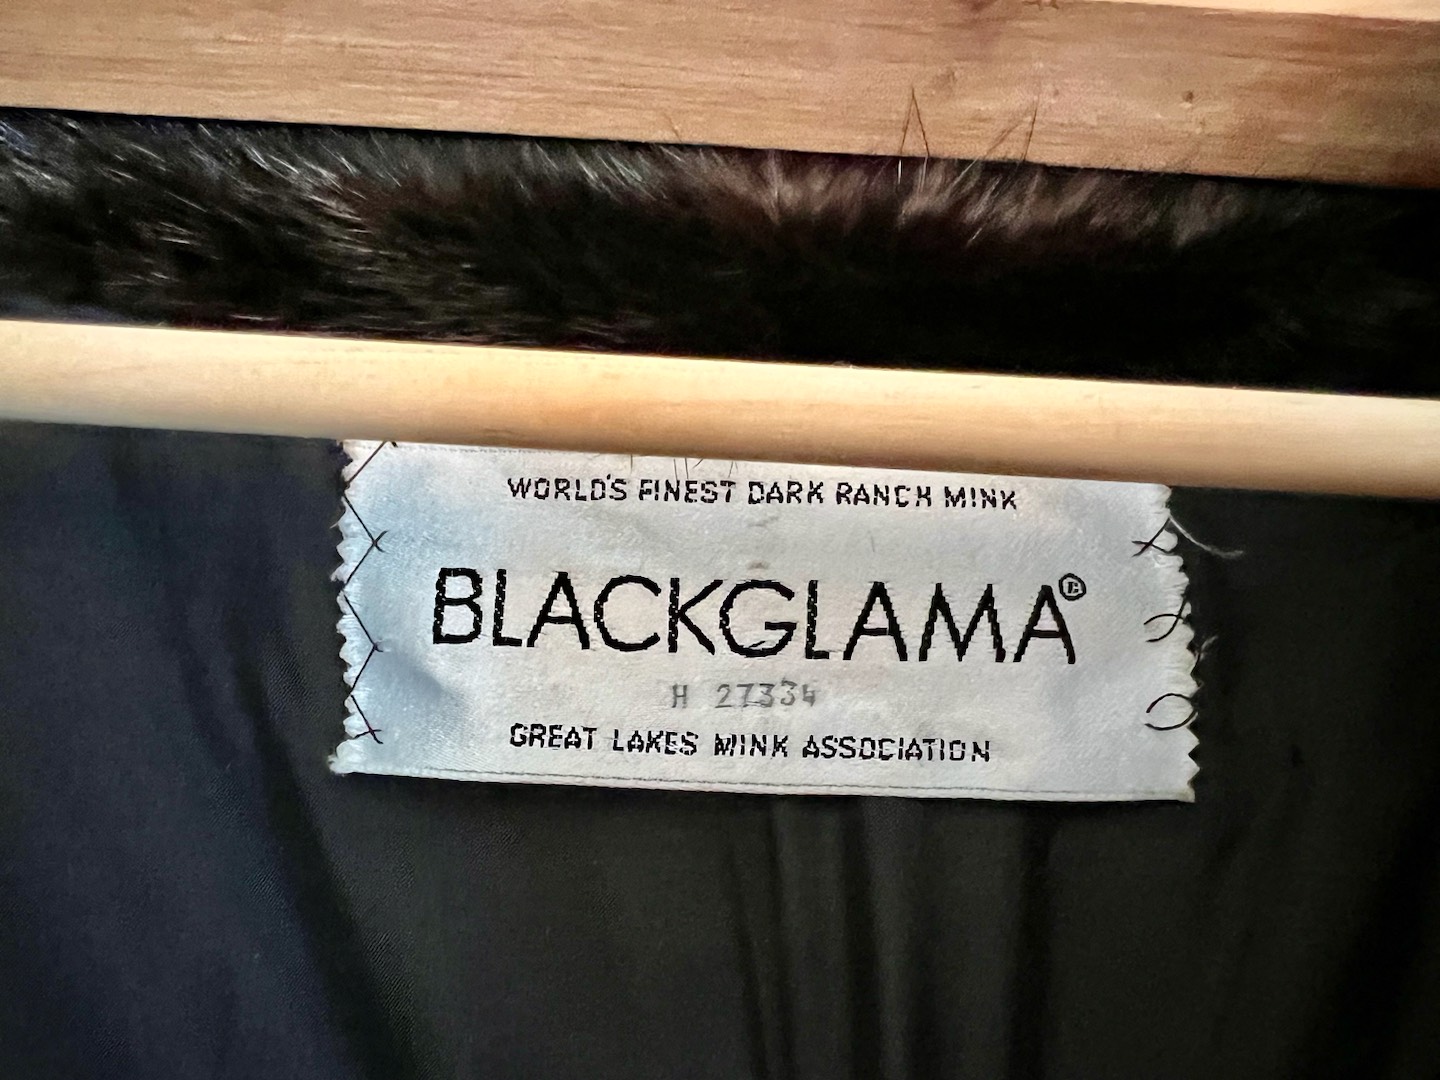 WORLD'S FINEST DARK RANCH MINK
BLACKGLAMA®
H 27334
GREAT LAKES MINK ASSOCIATION